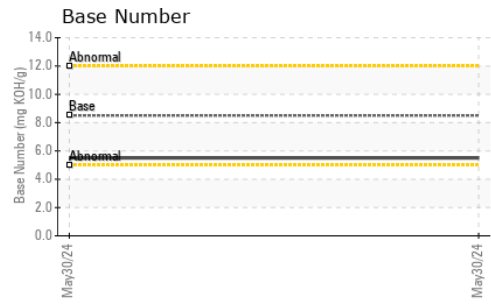 Base Number
Base Number (mg KOH/g)
14.0
12.0
10.0
8.0
6.0
4.0
2.0
0.0
Abnormal
Base
Abnormal
May30/24
May30/24